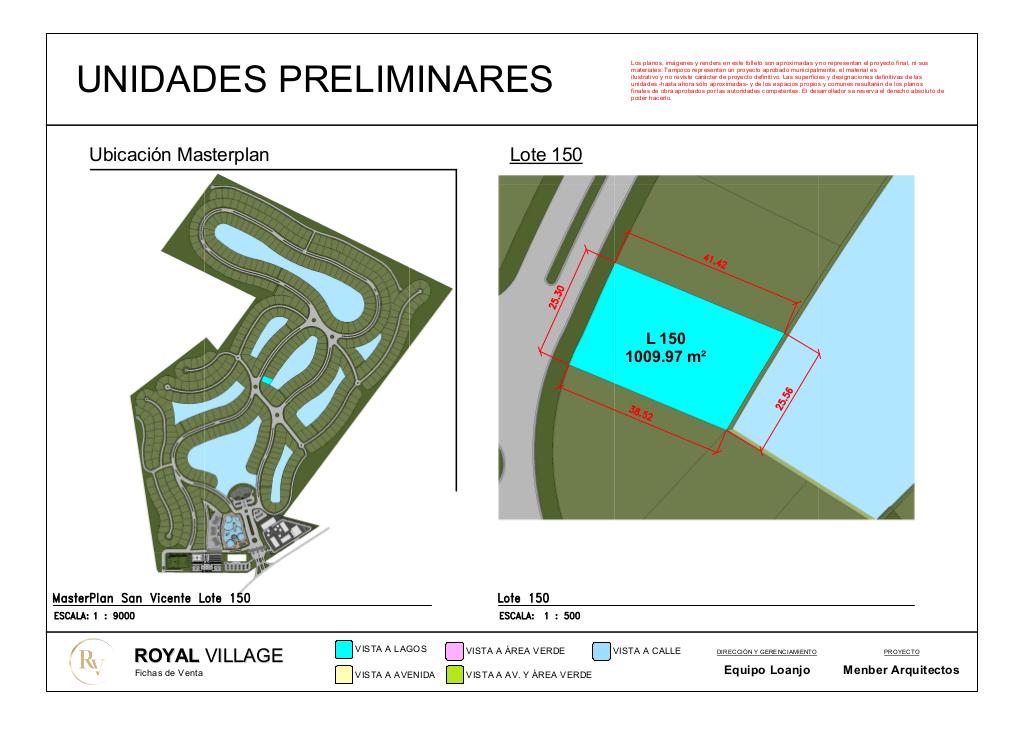 UNIDADES PRELIMINARES
Los planos, imágenes y renders en este folleto son aproximadas y no representan el proyecto final, ni sus
materiales. Tampoco representan un proyecto aprobado municipalmente, el material es
ilustrativo y no reviste carácter de proyecto definitivo. Las superficies y designaciones definitivas de las
unidades -hasta ahora sólo aproximadas- y de los espacios propios y comunes resultarán de los planos
finales de obra aprobados por las autoridades competentes. El desarrollador se reserva el derecho absoluto de
poder hacerlo.
Ubicación Masterplan
Lote 150
41.42
25.30
L 150
1009.97 m²
25.56
38.52
MasterPlan San Vicente Lote 150
ESCALA: 1 : 9000
Lote 150
ESCALA: 1 : 500
RV
ROYAL VILLAGE
Fichas de Venta
VISTA A LAGOS
VISTA A ÁREA VERDE
VISTA A CALLE
VISTA A AVENIDA
VISTA A AV. Y ÁREA VERDE
DIRECCIÓN Y GERENCIAMIENTO
Equipo Loanjo
PROYECTO
Menber Arquitectos